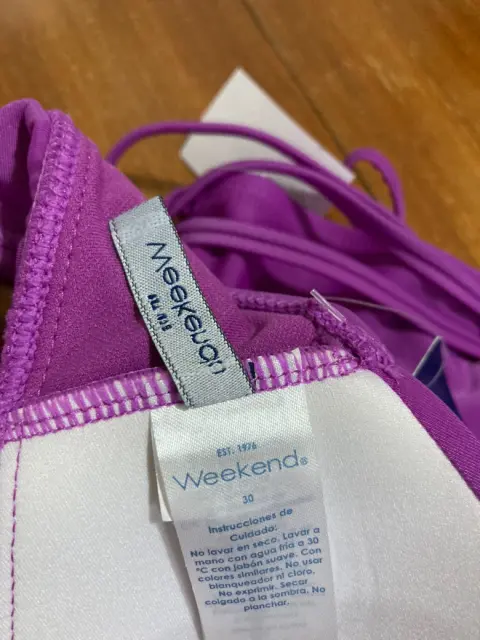 Weekend
EST. 1976
Weekend®
30
Instrucciones de
Cuidado:
No lavar en seco. Lavar a
mano con agua fría a 30
°C con jabón suave. Con
colores similares. No usar
blanqueador ni cloro.
No exprimir. Secar
colgado a la sombra. No
planchar.